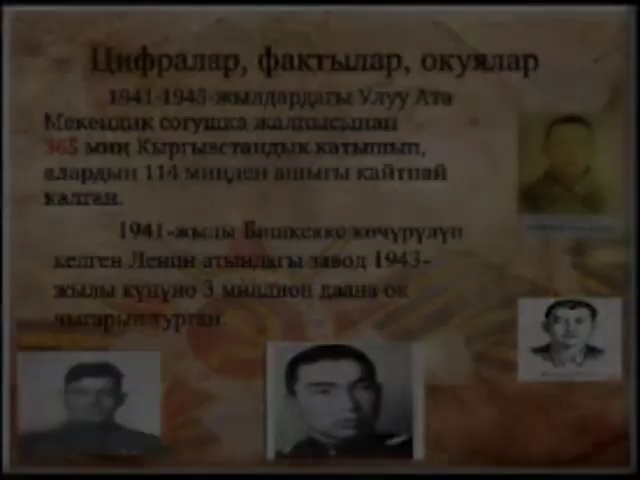 Цифралар, фактылар, окуялар
1941-1945-жылдардагы Улуу Ата
Мекендик согушка жалпысынан
365 миң Кыргызстандык катышып,
алардын 114 миңден ашыгы кайтпай
калган.
1941-жылы Бишкекке көчүрүлүп
келген Ленин атындагы завод 1943-
жылы күнүнө 3 миллион даана ок
чыгарып турган.